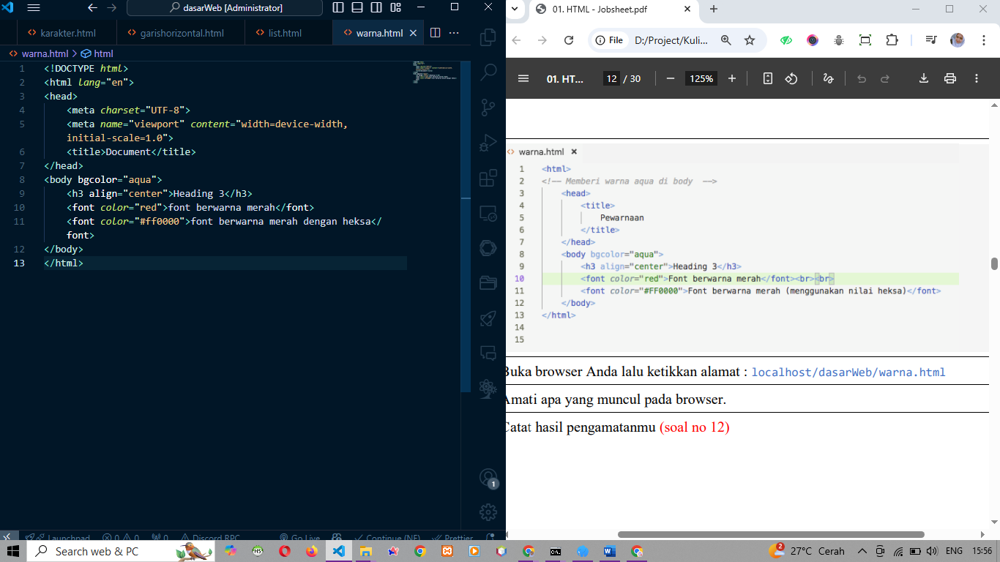 dasarWeb [Administrator]
karakter.html
garishorizontal.html
list.html
warna.html
warna.html > html
1 <!DOCTYPE html>
2 <html lang="en">
3 <head>
4 <meta charset="UTF-8">
5 <meta name="viewport" content="width=device-width,
initial-scale=1.0">
6 <title>Document</title>
7 </head>
8 <body bgcolor="aqua">
9 <h3 align="center">Heading 3</h3>
10 <font color="red">font berwarna merah</font>
11 <font color="#ff0000">font berwarna merah dengan heksa</
font>
12 </body>
13 </html>
1
Launchpad 0 0 0 Discord RPC Go Live Continue (NE) Prettier
01. HTML - Jobsheet.pdf
File D:/Project/Kuli...
01. HT... 12 / 30 125%
warna.html
1 <html>
2 <!-- Memberi warna aqua di body -->
3 <head>
4 <title>
5 Pewarnaan
6 </title>
7 </head>
8 <body bgcolor="aqua">
9 <h3 align="center">Heading 3</h3>
10 <font color="red">Font berwarna merah</font><br><br>
11 <font color="#FF0000">Font berwarna merah (menggunakan nilai heksa)</font>
12 </body>
13 </html>
14
15
Buka browser Anda lalu ketikkan alamat : localhost/dasarWeb/warna.html
Amati apa yang muncul pada browser.
Catat hasil pengamatanmu (soal no 12)
Search web & PC
2 27°C Cerah ENG 15:56